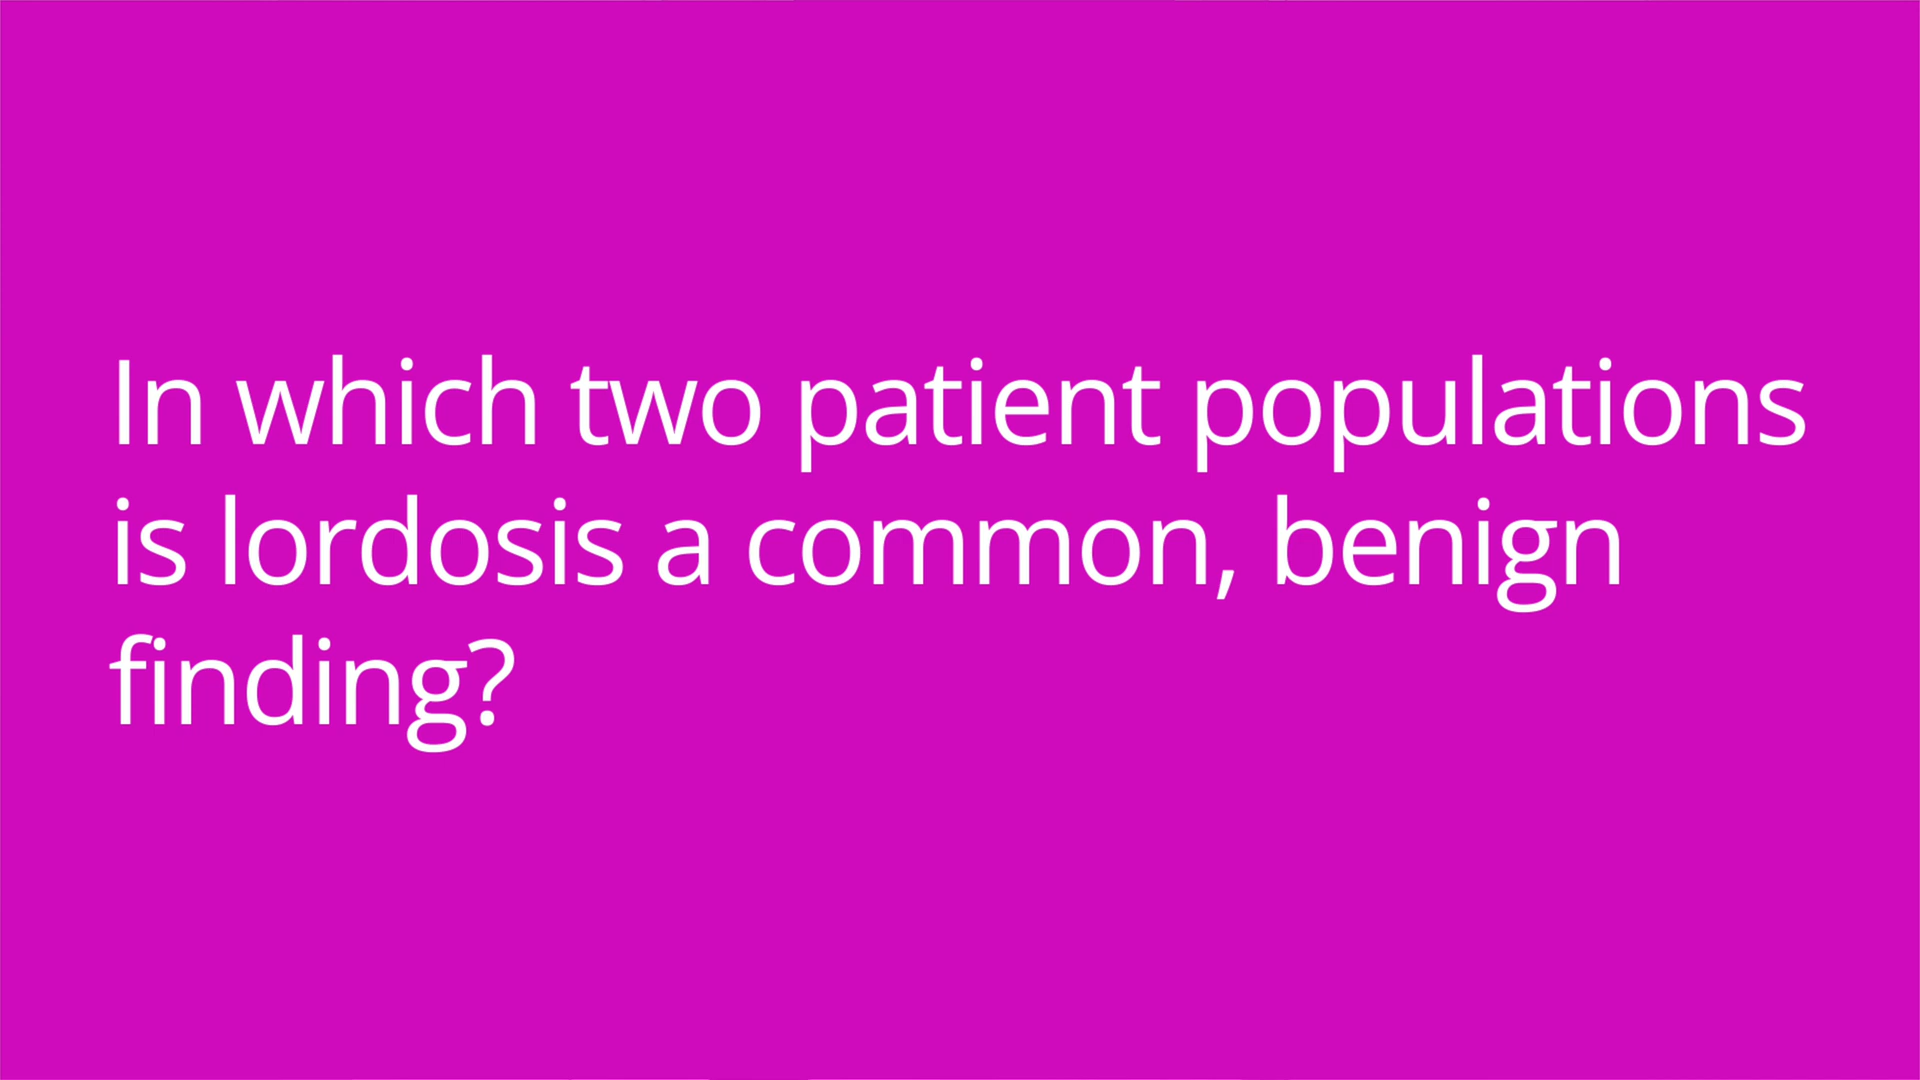 In which two patient populations
is lordosis a common, benign
finding?